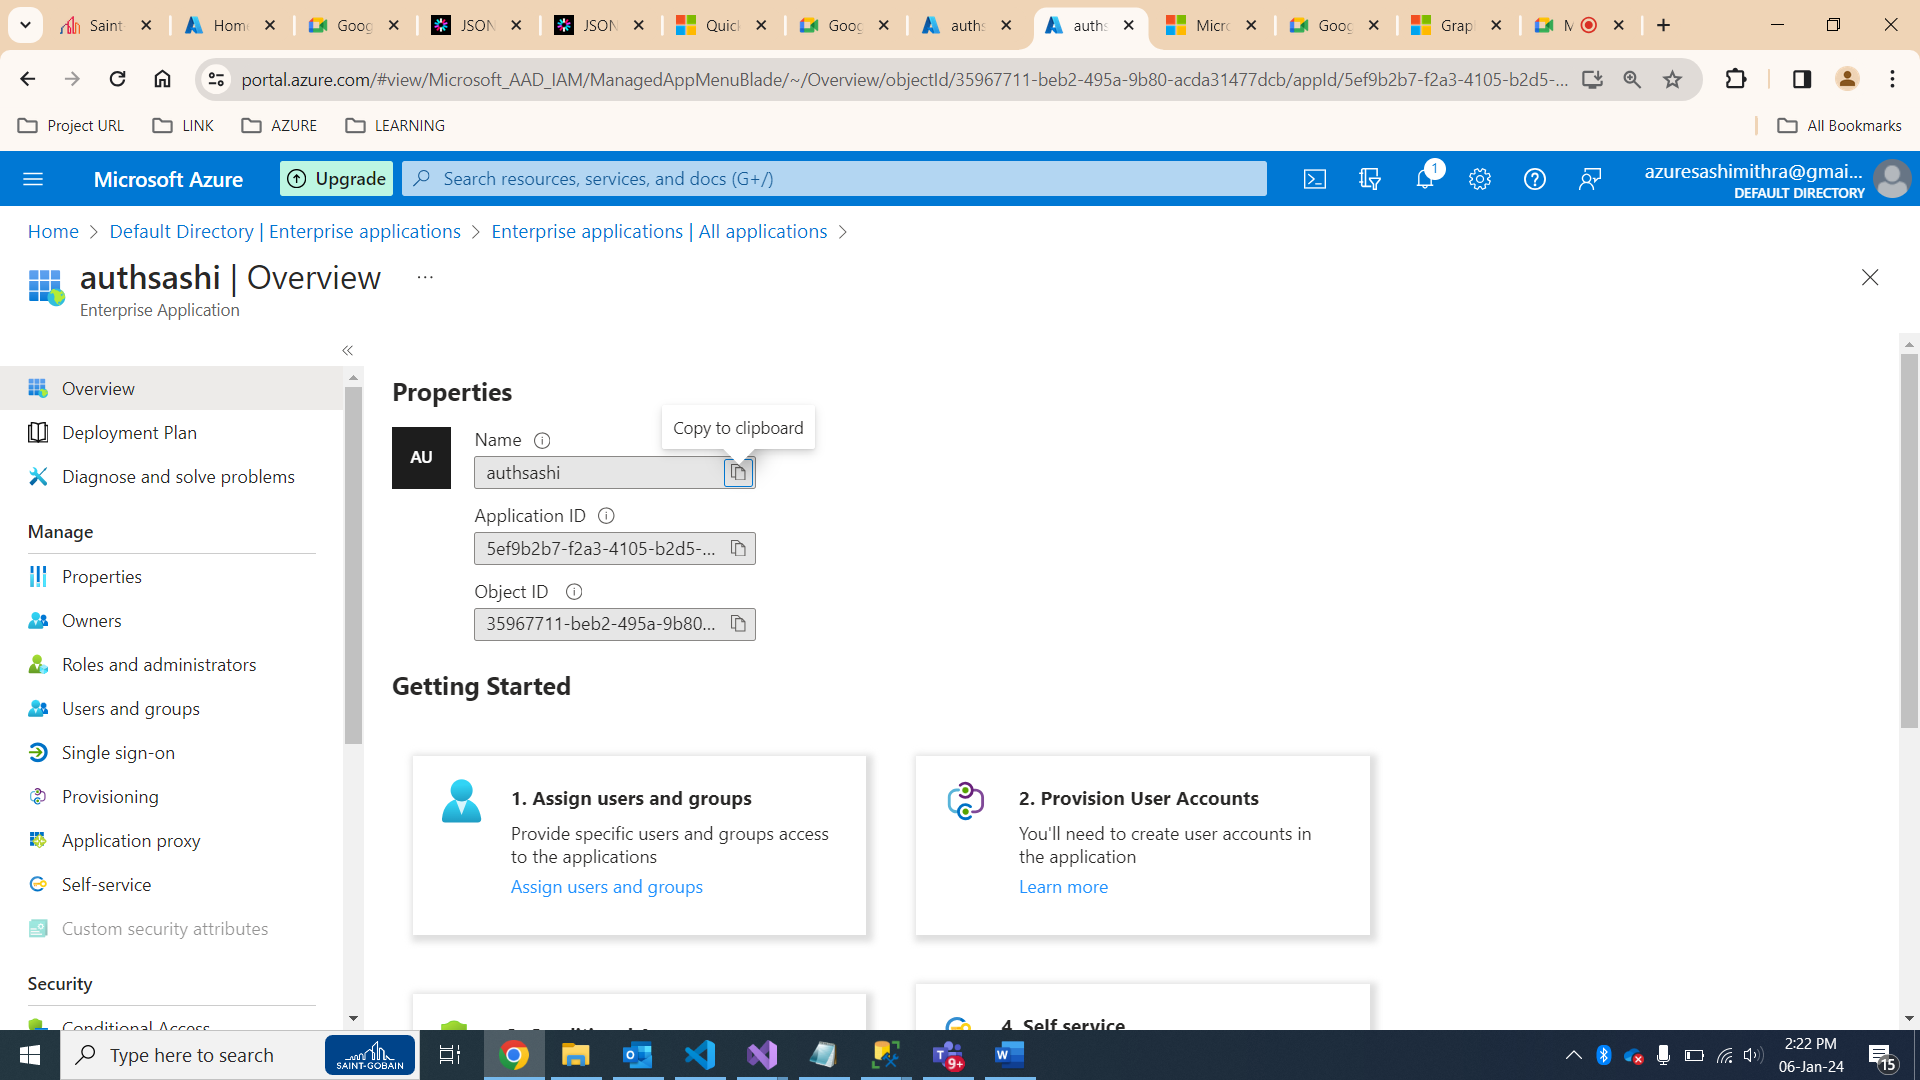 Saint-
Home
Goog
JSON
JSON
Quick
Goog
auths
auths
Micro
Goog
Grap
M
portal.azure.com/#view/Microsoft_AAD_IAM/ManagedAppMenuBlade/~/Overview/objectId/35967711-beb2-495a-9b80-acda31477dcb/appId/5ef9b2b7-f2a3-4105-b2d5-...
Project URL
LINK
AZURE
LEARNING
All Bookmarks
Microsoft Azure
Upgrade
Search resources, services, and docs (G+/)
1
azuresashimithra@gmai...
DEFAULT DIRECTORY
Home
Default Directory | Enterprise applications
Enterprise applications | All applications
authsashi | Overview
...
Enterprise Application
Overview
Deployment Plan
Diagnose and solve problems
Manage
Properties
Owners
Roles and administrators
Users and groups
Single sign-on
Provisioning
Application proxy
Self-service
Custom security attributes
Security
Conditional Access
Properties
Copy to clipboard
AU
Name
authsashi
Application ID
5ef9b2b7-f2a3-4105-b2d5-...
Object ID
35967711-beb2-495a-9b80...
Getting Started
1. Assign users and groups
Provide specific users and groups access
to the applications
Assign users and groups
2. Provision User Accounts
You'll need to create user accounts in
the application
Learn more
4. Self service
Type here to search
SAINT-GOBAIN
9+
2:22 PM
06-Jan-24
15